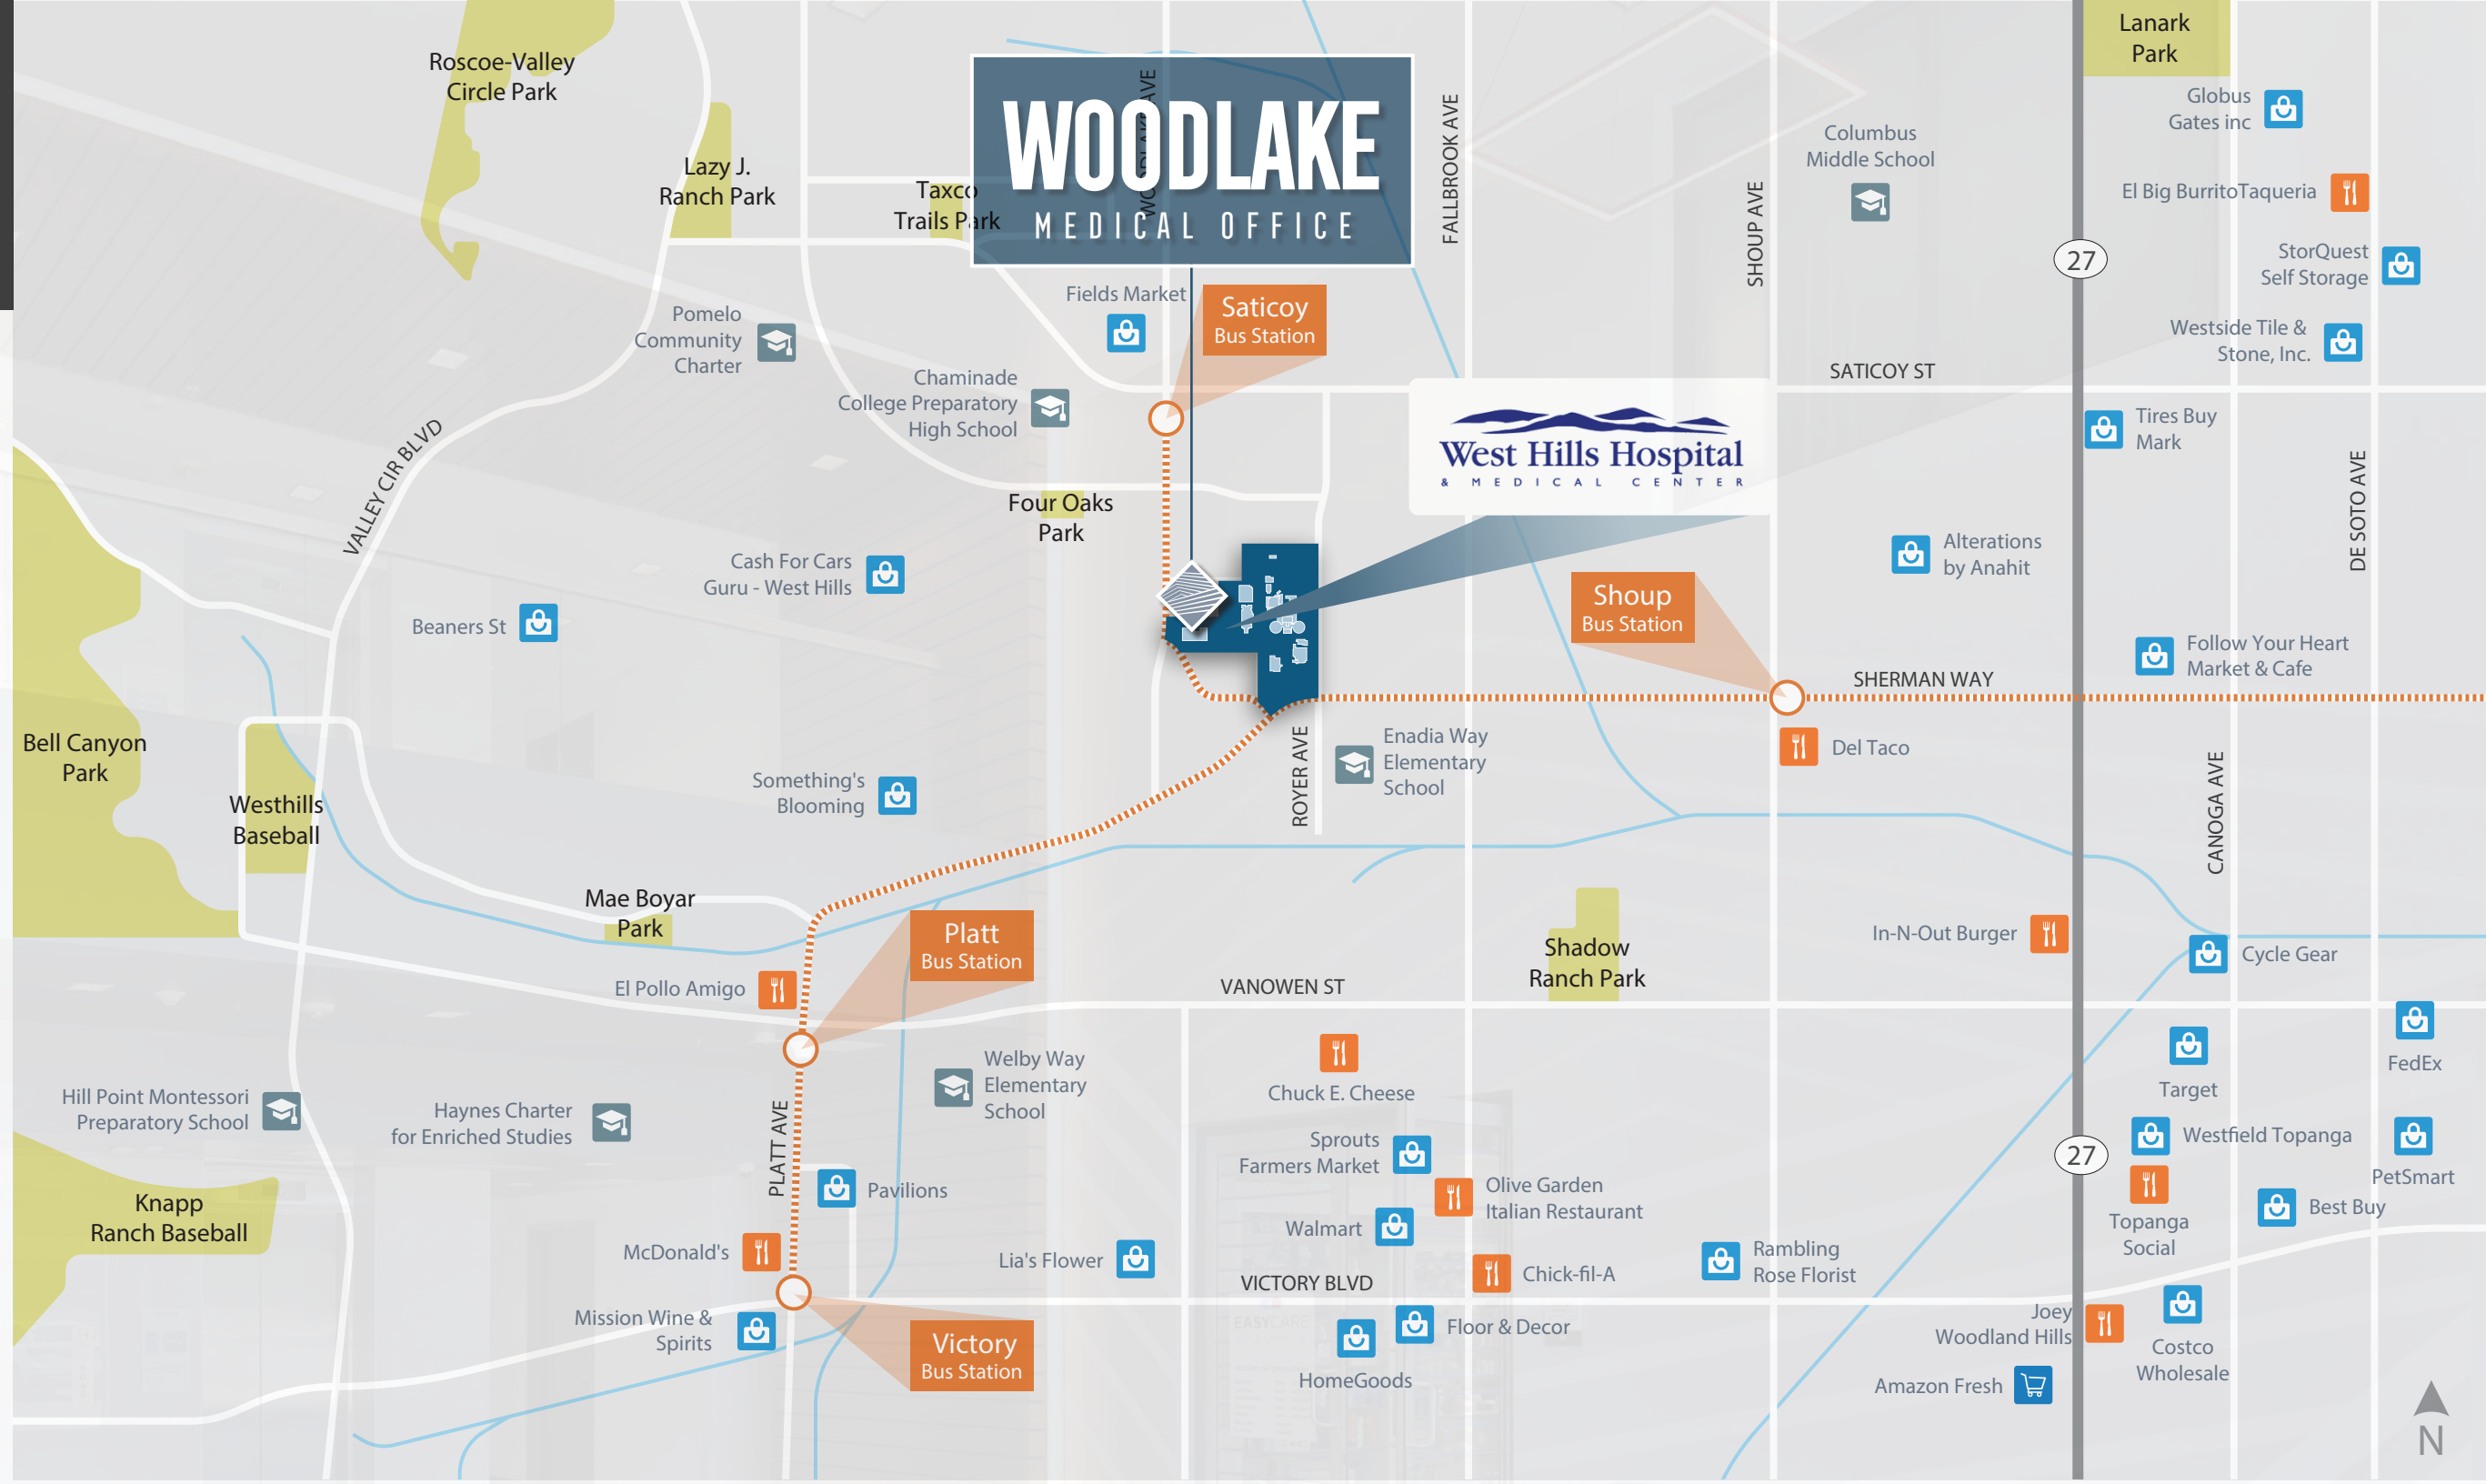 Lanark
Park
Roscoe-Valley
Circle Park
WOODLAKE AVE
WOODLAKE
MEDICAL OFFICE
FALLBROOK AVE
SHOUP AVE
Columbus
Middle School
Globus
Gates inc
Lazy J.
Ranch Park
Taxco
Trails Park
El Big BurritoTaqueria
27
StorQuest
Self Storage
Fields Market
Saticoy
Bus Station
Pomelo
Community
Charter
Westside Tile &
Stone, Inc.
SATICOY ST
Chaminade
College Preparatory
High School
VALLEY CIR BLVD
West Hills Hospital
& MEDICAL CENTER
Tires Buy
Mark
DE SOTO AVE
Four Oaks
Park
Cash For Cars
Guru - West Hills
Alterations
by Anahit
Beaners St
Shoup
Bus Station
Follow Your Heart
Market & Cafe
SHERMAN WAY
Bell Canyon
Park
ROYER AVE
Enadia Way
Elementary
School
Del Taco
CANOGA AVE
Westhills
Baseball
Something's
Blooming
Mae Boyar
Park
Platt
Bus Station
Shadow
Ranch Park
In-N-Out Burger
Cycle Gear
El Pollo Amigo
VANOWEN ST
Welby Way
Elementary
School
Chuck E. Cheese
Target
FedEx
Hill Point Montessori
Preparatory School
Haynes Charter
for Enriched Studies
PLATT AVE
Sprouts
Farmers Market
27
Westfield Topanga
PetSmart
Pavilions
Olive Garden
Italian Restaurant
Knapp
Ranch Baseball
Walmart
Topanga
Social
Best Buy
McDonald's
Lia's Flower
VICTORY BLVD
Chick-fil-A
Rambling
Rose Florist
Mission Wine &
Spirits
Victory
Bus Station
EASYCARE
Floor & Decor
HomeGoods
Joey
Woodland Hills
Costco
Wholesale
Amazon Fresh
N